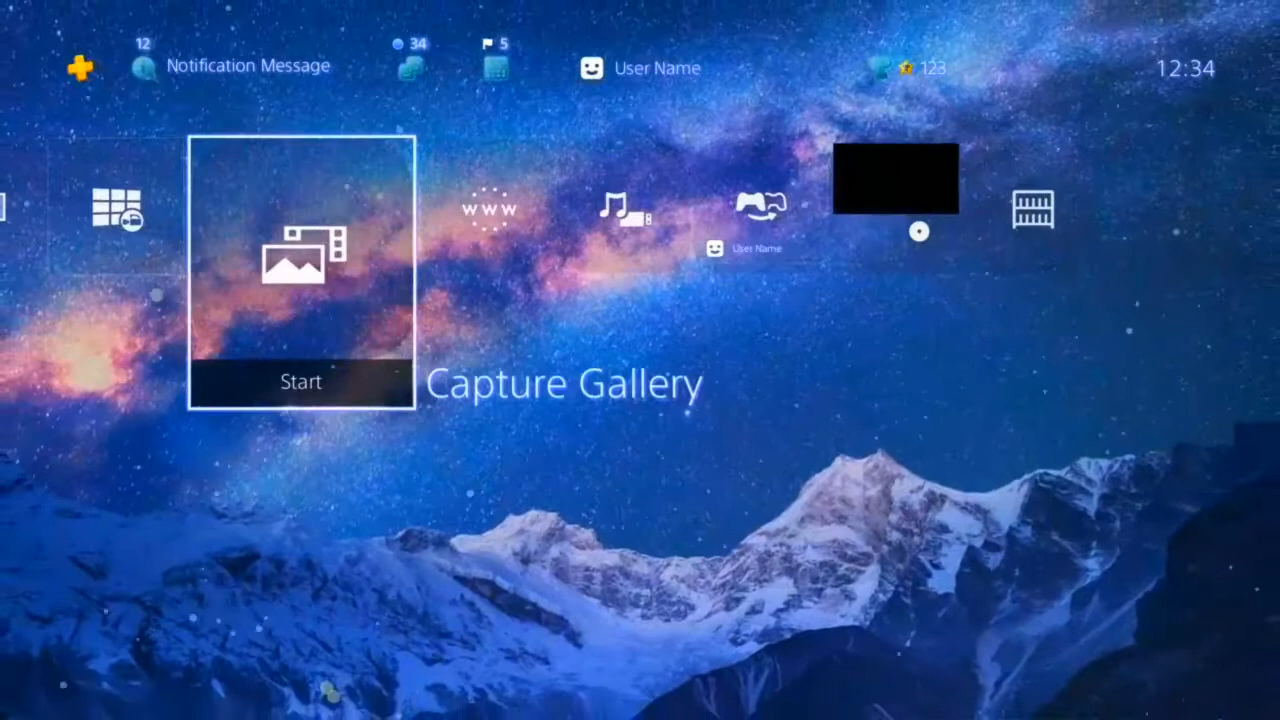 12
Notification Message
34
5
User Name
123
12:34
www
User Name
Start
Capture Gallery